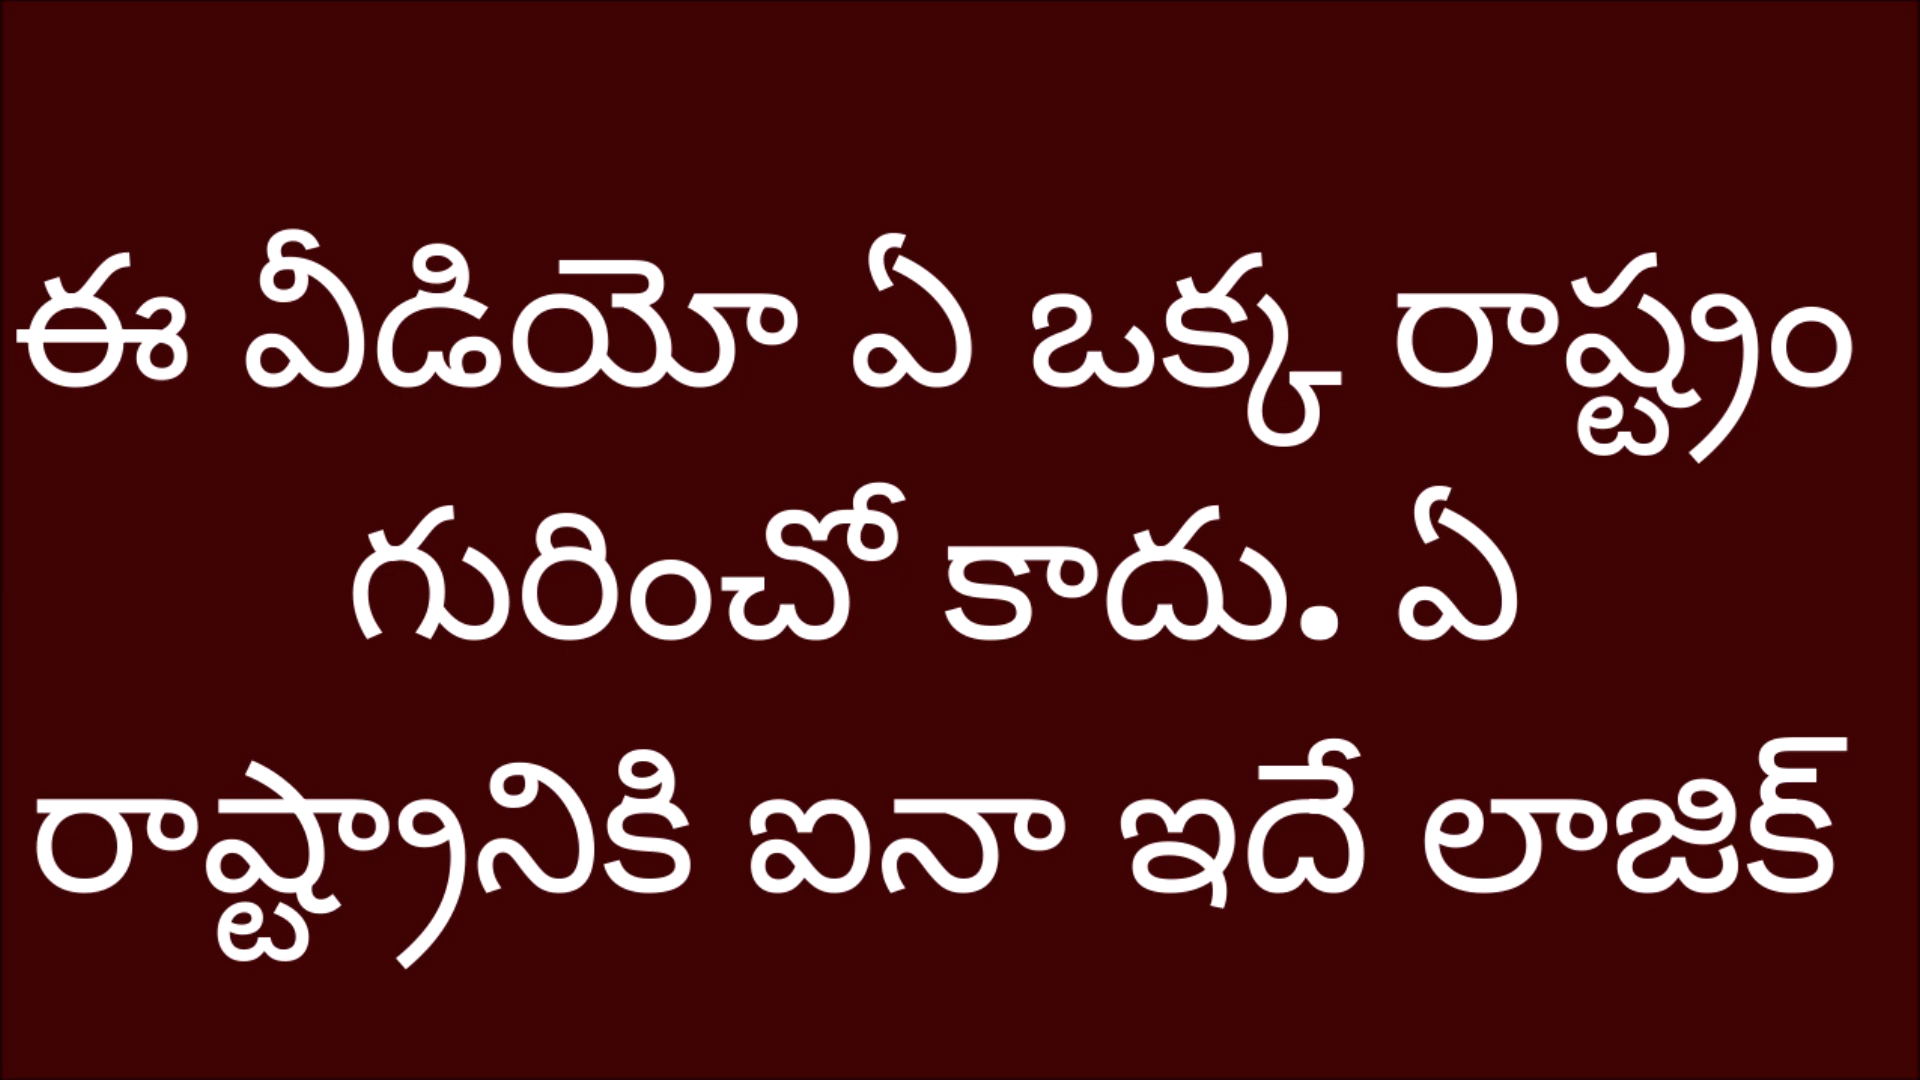 ఈ వీడియో ఏ ఒక్క రాష్ట్రం
గురించో కాదు. ఏ
రాష్ట్రానికి ఐనా ఇదే లాజిక్